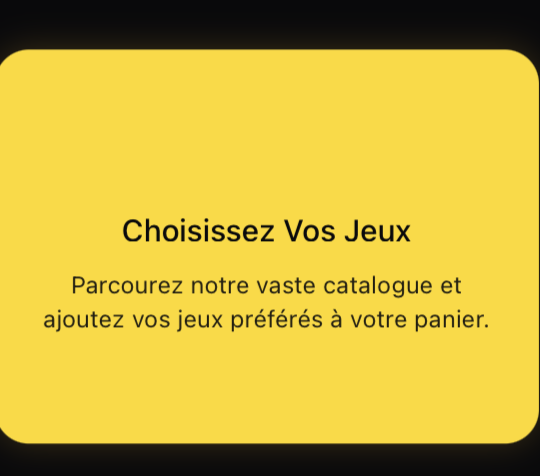 Choisissez Vos Jeux
Parcourez notre vaste catalogue et
ajoutez vos jeux préférés à votre panier.